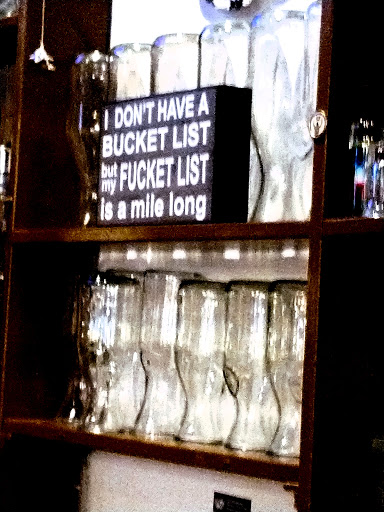 I DON'T HAVE A
BUCKET LIST
but my FUCKET LIST
is a mile long